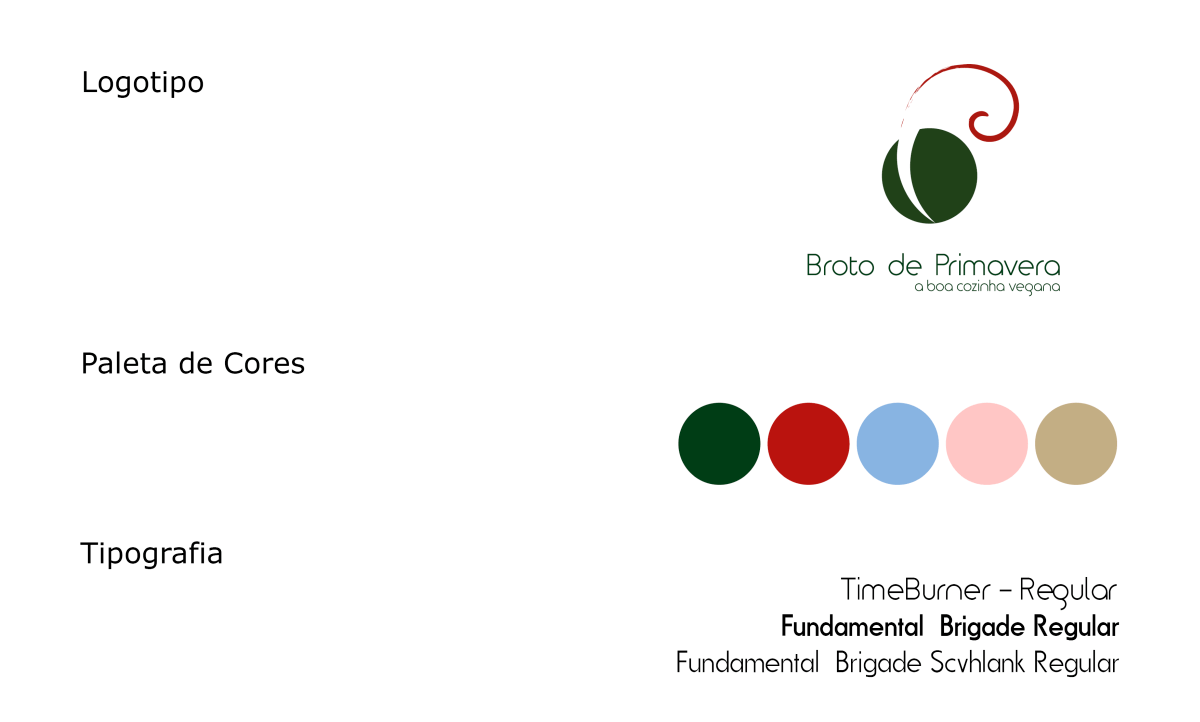 Logotipo
Broto de Primavera
a boa cozinha vegana
Paleta de Cores
Tipografia
TimeBurner - Regular
Fundamental Brigade Regular
Fundamental Brigade Scvhlank Regular